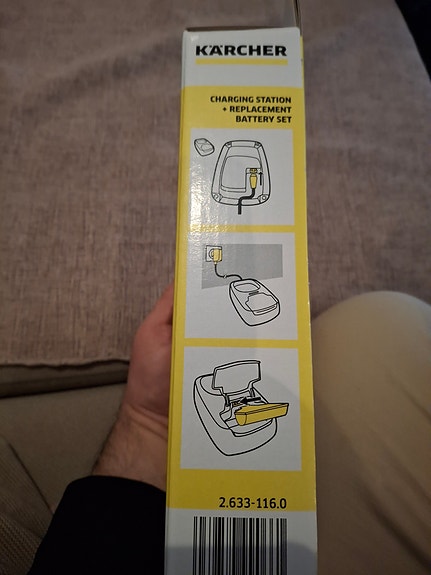 KÄRCHER
CHARGING STATION
+ REPLACEMENT
BATTERY SET
2.633-116.0